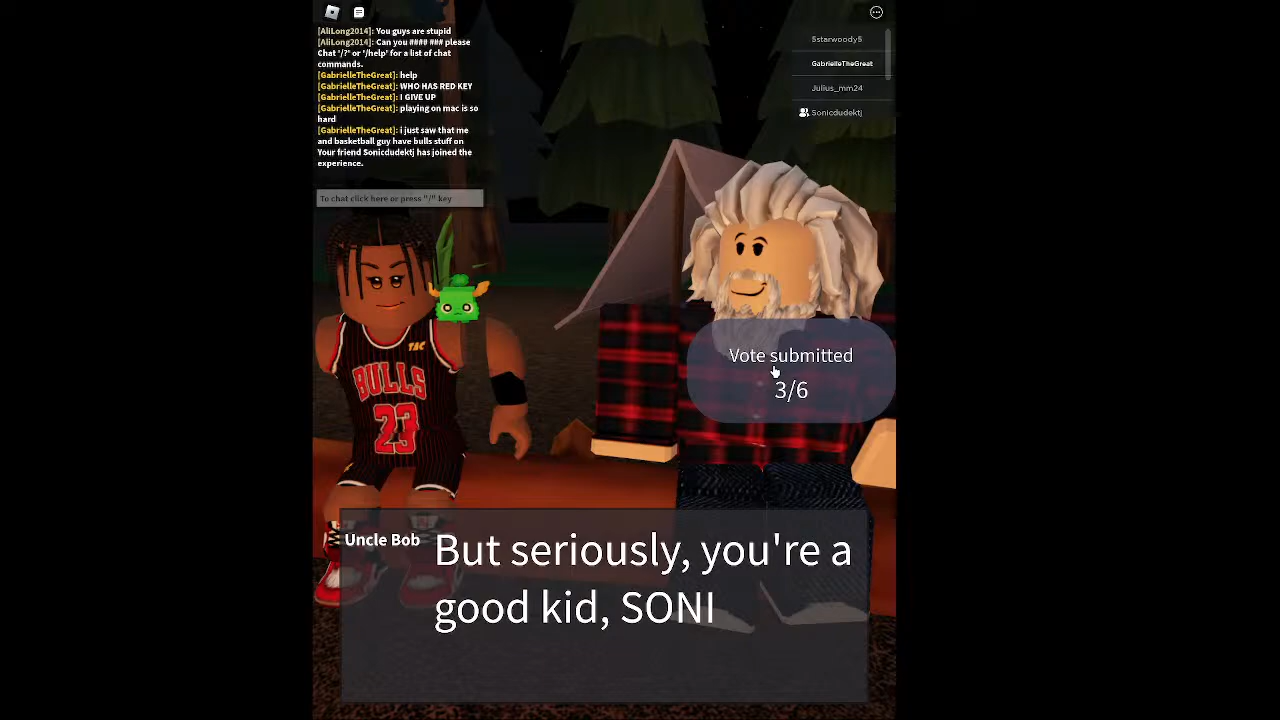 [AliLong2014]: You guys are stupid
[AliLong2014]: Can you #### ### please
Chat '/?' or '/help' for a list of chat
commands.
[GabrielleTheGreat]: help
[GabrielleTheGreat]: WHO HAS RED KEY
[GabrielleTheGreat]: I GIVE UP
[GabrielleTheGreat]: playing on mac is so
hard
[GabrielleTheGreat]: i just saw that me
and basketball guy have bulls stuff on
Your friend Sonicdudektj has joined the
experience.
To chat click here or press "/" key
5starwoody5
GabrielleTheGreat
Julius_mm24
Sonicdudektj
TAC
BULLS
23
Vote submitted
3/6
Uncle Bob
But seriously, you're a
good kid, SONI